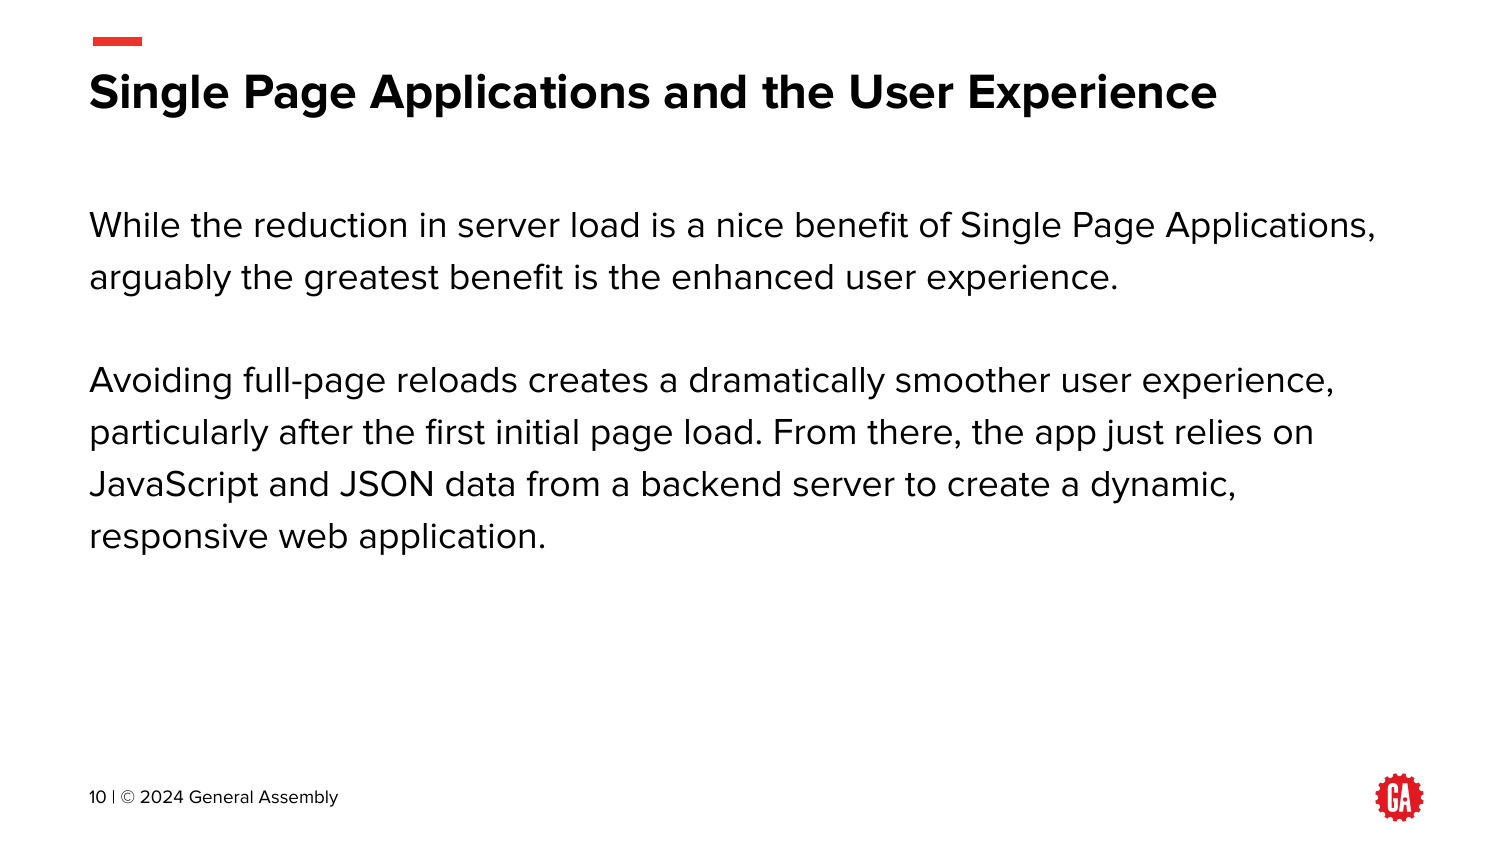 Single Page Applications and the User Experience
While the reduction in server load is a nice benefit of Single Page Applications,
arguably the greatest benefit is the enhanced user experience.
Avoiding full-page reloads creates a dramatically smoother user experience,
particularly after the first initial page load. From there, the app just relies on
JavaScript and JSON data from a backend server to create a dynamic,
responsive web application.
10 | © 2024 General Assembly
GA